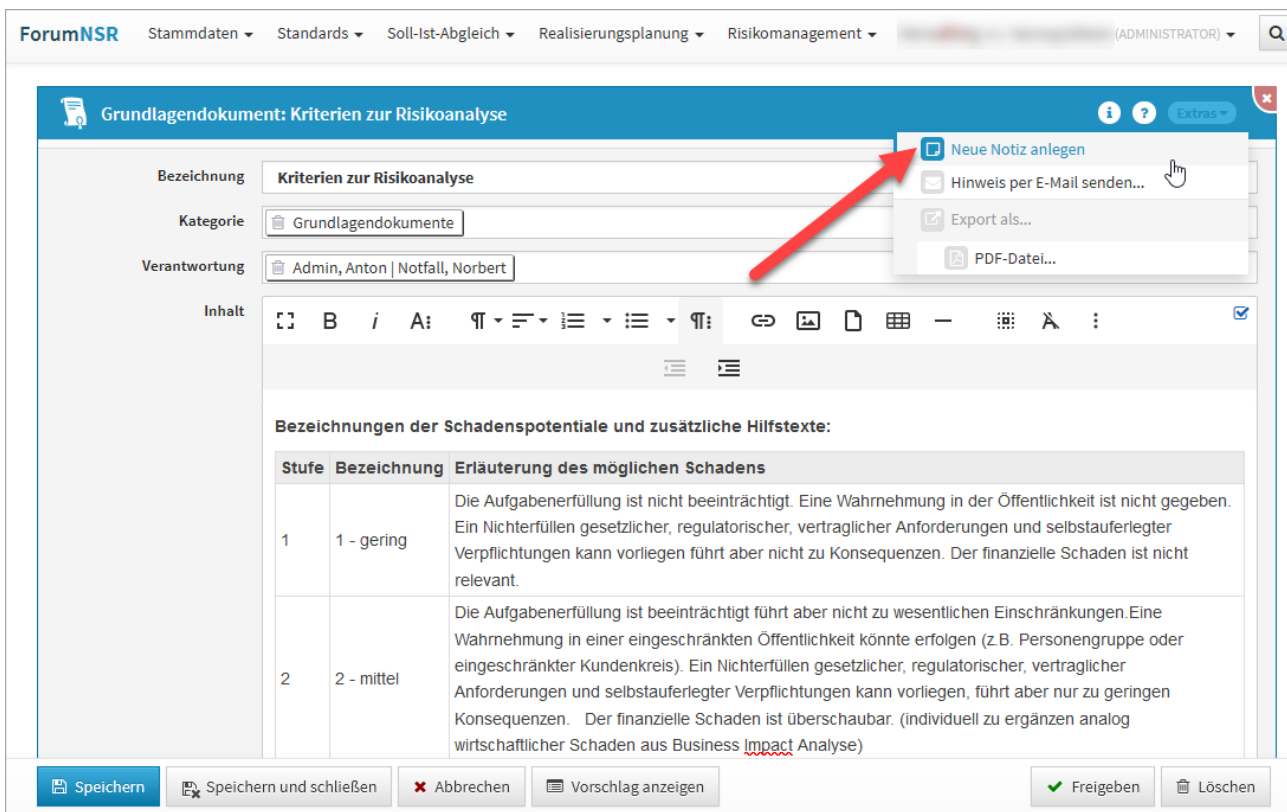 ForumNSR Stammdaten Standards Soll-Ist-Abgleich Realisierungsplanung Risikomanagement (ADMINISTRATOR)
Grundlagendokument: Kriterien zur Risikoanalyse i ? Extras
Neue Notiz anlegen
Hinweis per E-Mail senden...
Export als...
PDF-Datei...
Bezeichnung Kriterien zur Risikoanalyse
Kategorie Grundlagendokumente
Verantwortung Admin, Anton | Notfall, Norbert
Inhalt
Bezeichnungen der Schadenspotentiale und zusätzliche Hilfstexte:
Stufe Bezeichnung Erläuterung des möglichen Schadens
1 1 - gering
Die Aufgabenerfüllung ist nicht beeinträchtigt. Eine Wahrnehmung in der Öffentlichkeit ist nicht gegeben.
Ein Nichterfüllen gesetzlicher, regulatorischer, vertraglicher Anforderungen und selbstauferlegter
Verpflichtungen kann vorliegen führt aber nicht zu Konsequenzen. Der finanzielle Schaden ist nicht
relevant.
2 2 - mittel
Die Aufgabenerfüllung ist beeinträchtigt führt aber nicht zu wesentlichen Einschränkungen.Eine
Wahrnehmung in einer eingeschränkten Öffentlichkeit könnte erfolgen (z.B. Personengruppe oder
eingeschränkter Kundenkreis). Ein Nichterfüllen gesetzlicher, regulatorischer, vertraglicher
Anforderungen und selbstauferlegter Verpflichtungen kann vorliegen, führt aber nur zu geringen
Konsequenzen. Der finanzielle Schaden ist überschaubar. (individuell zu ergänzen analog
wirtschaftlicher Schaden aus Business Impact Analyse)
Speichern Speichern und schließen Abbrechen Vorschlag anzeigen Freigeben Löschen